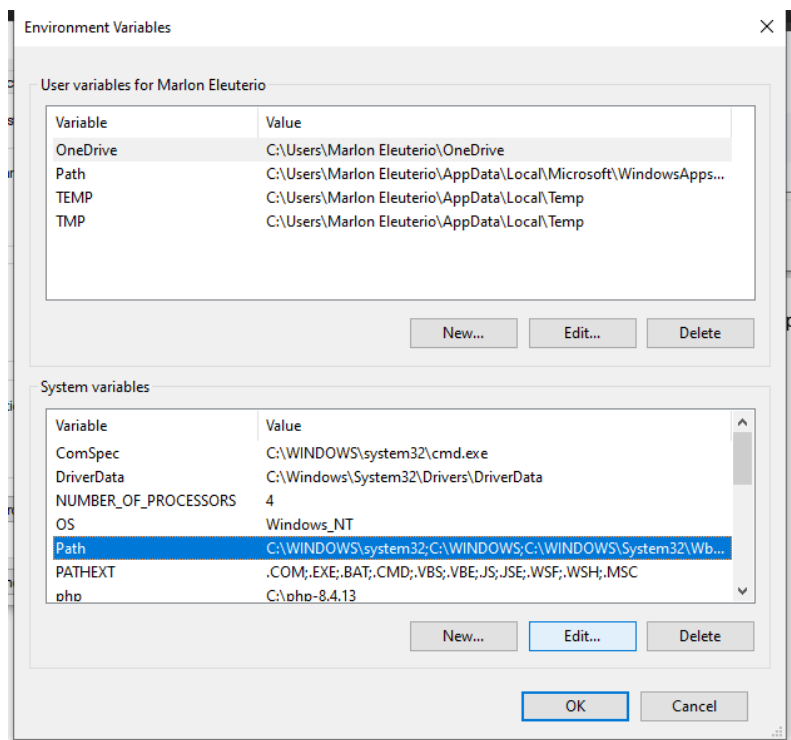 Environment Variables
User variables for Marlon Eleuterio
Variable Value
OneDrive C:\Users\Marlon Eleuterio\OneDrive
Path C:\Users\Marlon Eleuterio\AppData\Local\Microsoft\WindowsApps...
TEMP C:\Users\Marlon Eleuterio\AppData\Local\Temp
TMP C:\Users\Marlon Eleuterio\AppData\Local\Temp
New... Edit... Delete
System variables
Variable Value
ComSpec C:\WINDOWS\system32\cmd.exe
DriverData C:\Windows\System32\Drivers\DriverData
NUMBER_OF_PROCESSORS 4
OS Windows_NT
Path C:\WINDOWS\system32;C:\WINDOWS;C:\WINDOWS\System32\Wb...
PATHEXT .COM;.EXE;.BAT;.CMD;.VBS;.VBE;.JS;.JSE;.WSF;.WSH;.MSC
php C:\php-8.4.13
New... Edit... Delete
OK Cancel